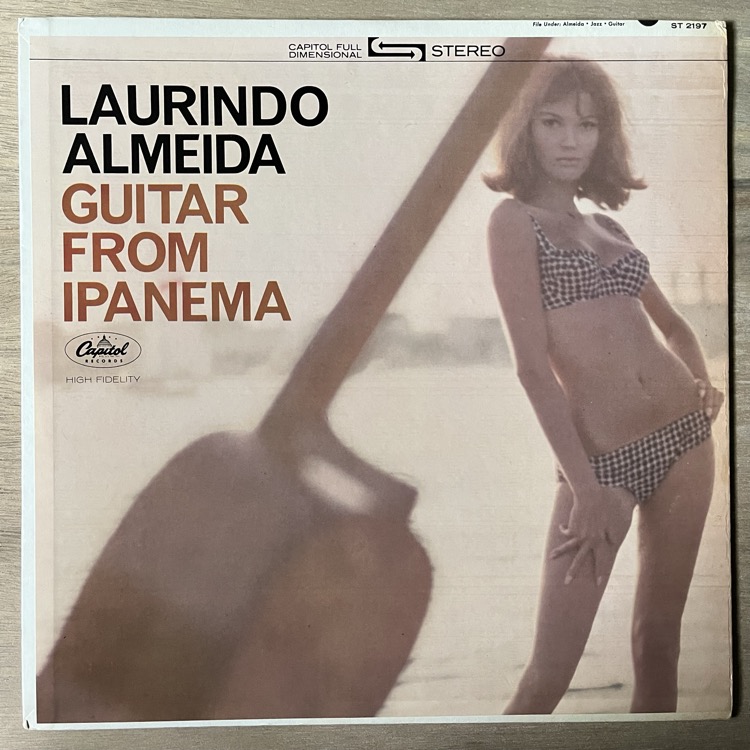 File Under: Almeida • Jazz • Guitar
ST 2197
CAPITOL FULL
DIMENSIONAL
STEREO
LAURINDO
ALMEIDA
GUITAR
FROM
IPANEMA
Capitol
RECORDS
HIGH FIDELITY